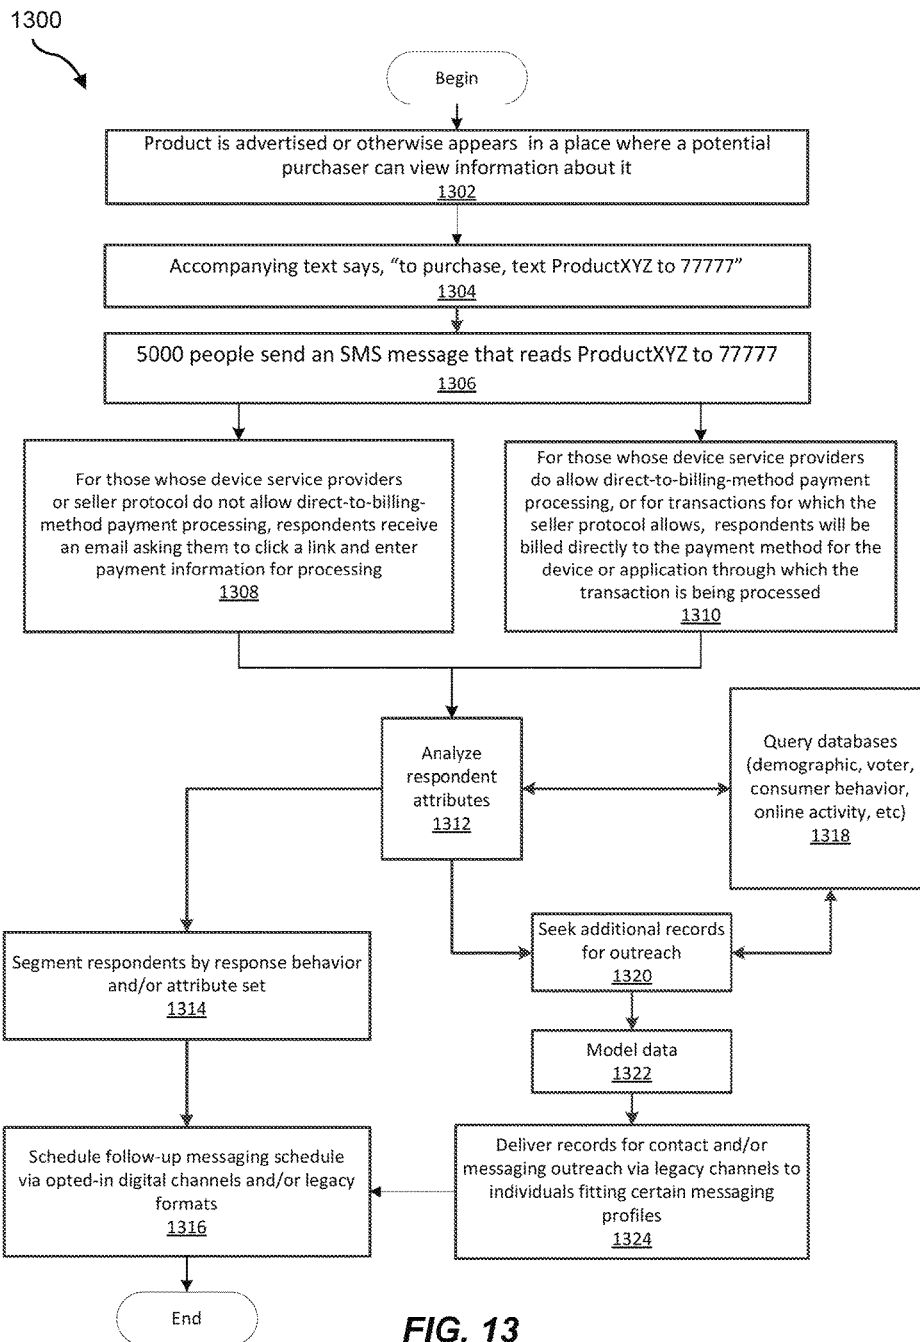 1300
Begin
Product is advertised or otherwise appears in a place where a potential
purchaser can view information about it
1302
Accompanying text says, “to purchase, text ProductXYZ to 77777”
1304
5000 people send an SMS message that reads ProductXYZ to 77777
1306
For those whose device service providers
or seller protocol do not allow direct-to-billing-
method payment processing, respondents receive
an email asking them to click a link and enter
payment information for processing
1308
For those whose device service providers
do allow direct-to-billing-method payment
processing, or for transactions for which the
seller protocol allows, respondents will be
billed directly to the payment method for the
device or application through which the
transaction is being processed
1310
Analyze
respondent
attributes
1312
Query databases
(demographic, voter,
consumer behavior,
online activity, etc)
1318
Segment respondents by response behavior
and/or attribute set
1314
Seek additional records
for outreach
1320
Model data
1322
Schedule follow-up messaging schedule
via opted-in digital channels and/or legacy
formats
1316
Deliver records for contact and/or
messaging outreach via legacy channels to
individuals fitting certain messaging
profiles
1324
End
FIG. 13